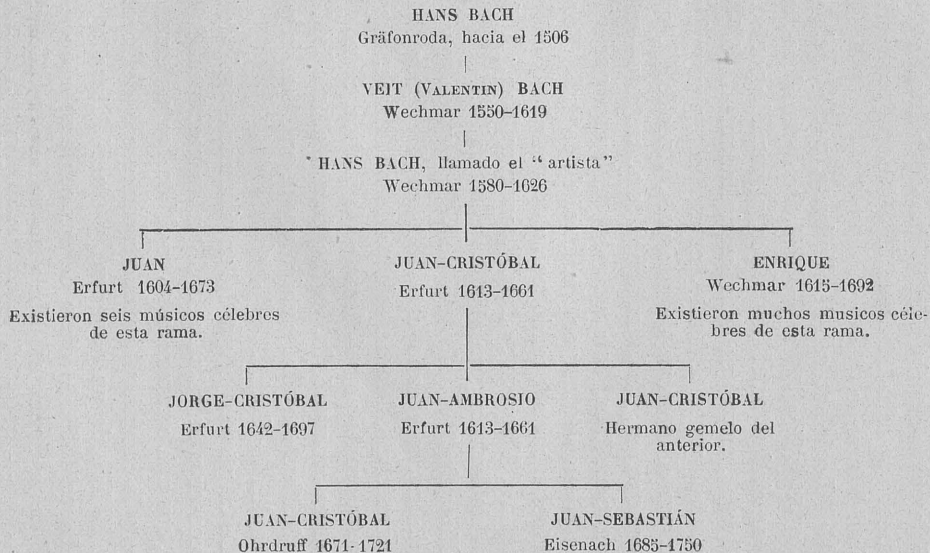 HANS BACH
Gräfonroda, hacia el 1506
VEIT (VALENTIN) BACH
Wechmar 1550-1619
* HANS BACH, llamado el “artista”
Wechmar 1580-1626
JUAN
Erfurt 1604-1673
Existieron seis músicos célebres
de esta rama.
JUAN-CRISTÓBAL
Erfurt 1613-1661
ENRIQUE
Wechmar 1615-1692
Existieron muchos musicos céle-
bres de esta rama.
JORGE-CRISTÓBAL
Erfurt 1642-1697
JUAN-AMBROSIO
Erfurt 1613-1661
JUAN-CRISTÓBAL
Hermano gemelo del
anterior.
JUAN-CRISTÓBAL
Ohrdruff 1671-1721
JUAN-SEBASTIÁN
Eisenach 1685-1750